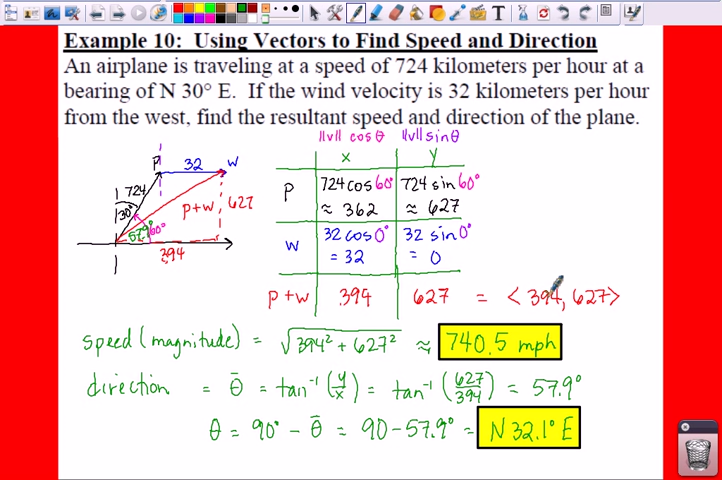 Example 10: Using Vectors to Find Speed and Direction
An airplane is traveling at a speed of 724 kilometers per hour at a
bearing of N 30° E. If the wind velocity is 32 kilometers per hour
from the west, find the resultant speed and direction of the plane.
||v|| cosθ ||v|| sinθ
x y
P 32 W
724
30°
p+w 627
57.9° 60°
394
P 724 cos 60° 724 sin 60°
≈ 362 ≈ 627
W 32 cos 0° 32 sin 0°
= 32 = 0
p+w 394 627 = < 394, 627 >
speed (magnitude) = √394² + 627² ≈ 740.5 mph
direction = θ̄ = tan⁻¹(y/x) = tan⁻¹(627/394) = 57.9°
θ = 90° − θ̄ = 90 − 57.9° = N 32.1° E